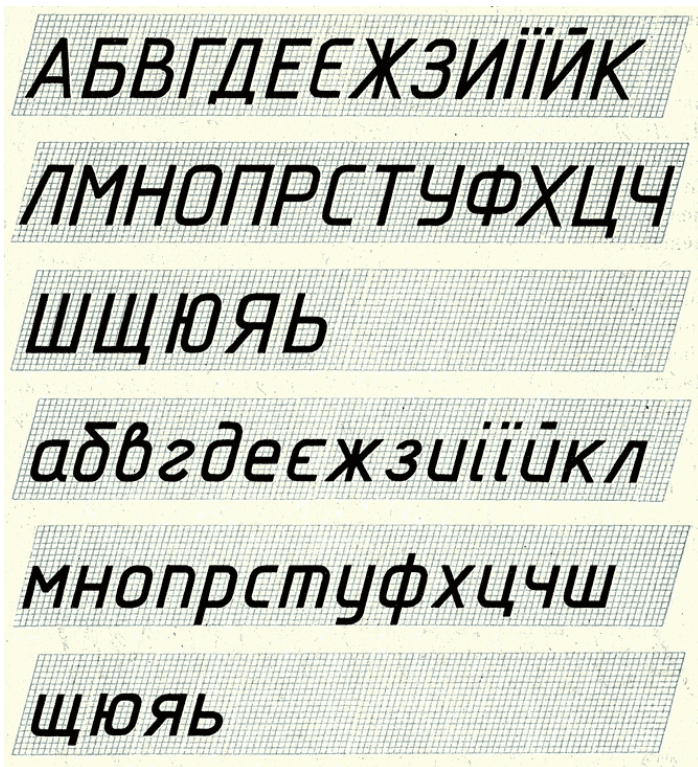 АБВГДЕЄЖЗИІЇЙК
ЛМНОПРСТУФХЦЧ
ШЩЮЯЬ
абвгдеєжзиіїйкл
мнопрстуфхцчш
щюяь